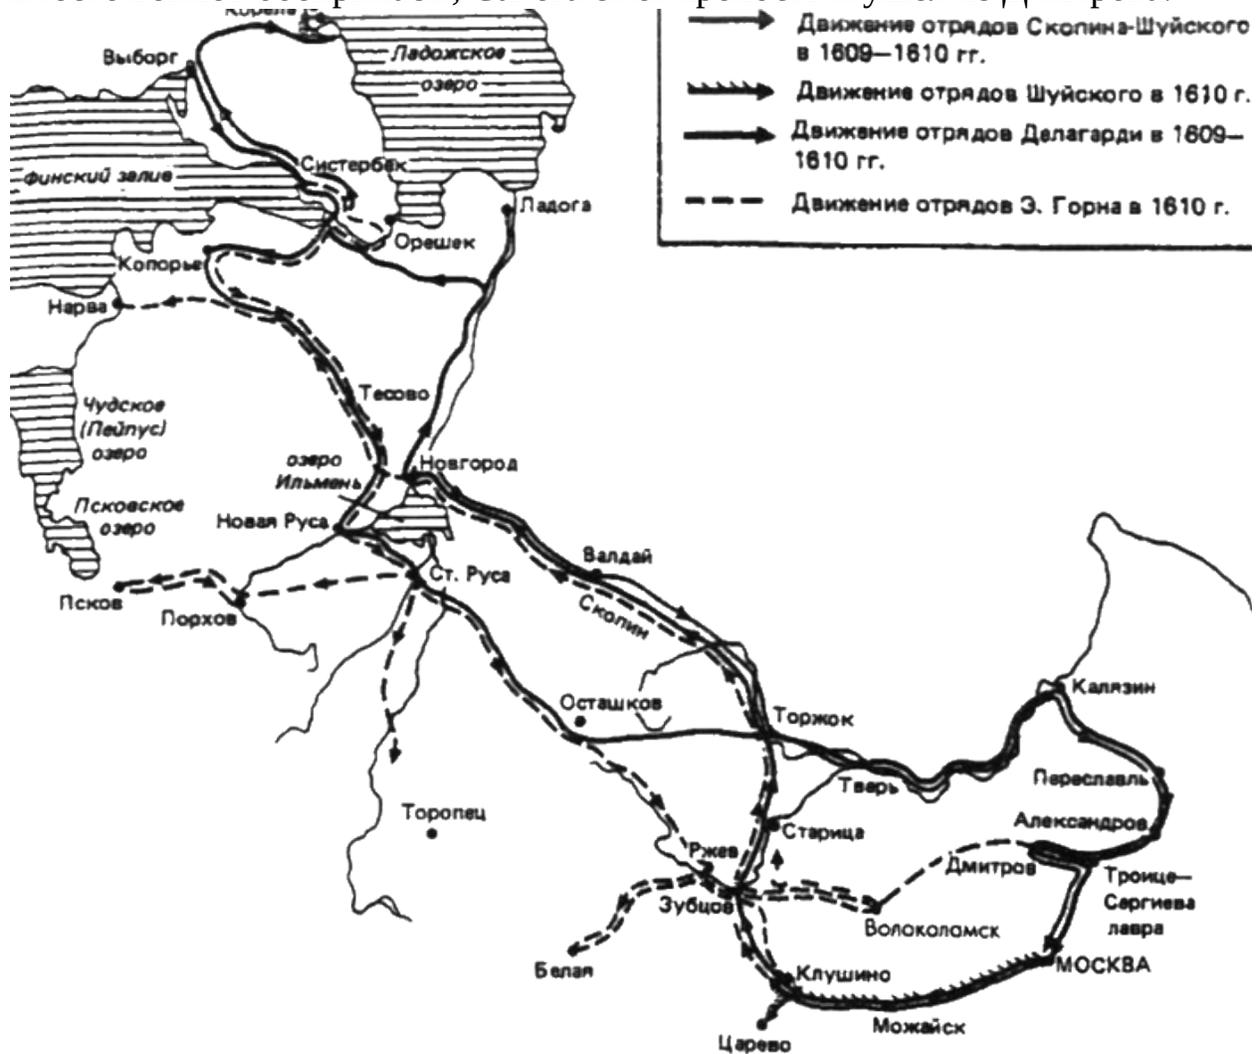 Движение отрядов Скопина-Шуйского
в 1609—1610 гг.
Движение отрядов Шуйского в 1610 г.
Движение отрядов Делагарди в 1609—
1610 гг.
Движение отрядов Э. Горна в 1610 г.
Выборг
Ладожское
озеро
Систербек
Финский залив
Ладога
Орешек
Копорье
Нарва
Тесово
Чудское
(Пейпус)
озеро
озеро
Ильмень
Новгород
Псковское
озеро
Новая Руса
Валдай
Ст. Руса
Псков
Порхов
Скопин
Осташков
Торжок
Калязин
Тверь
Переславль
Торопец
Старица
Александров
Ржев
Дмитров
Троице—
Сергиева
лавра
Зубцов
Волоколамск
Белая
Клушино
МОСКВА
Можайск
Царево